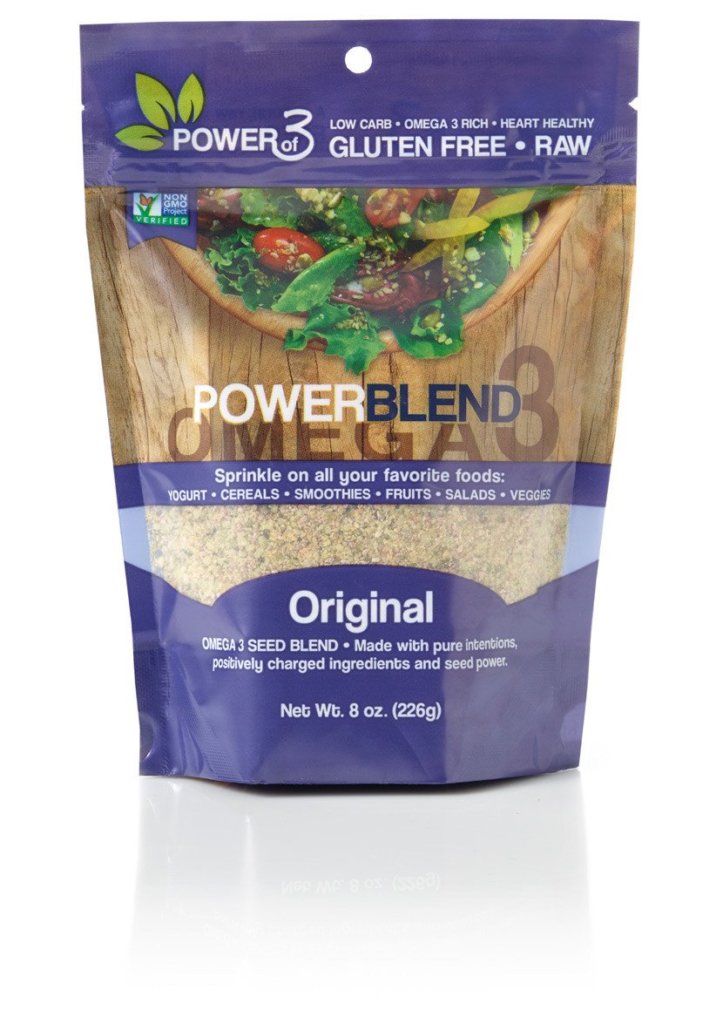 POWER of 3
LOW CARB • OMEGA 3 RICH • HEART HEALTHY
GLUTEN FREE • RAW
NON
GMO
Project
VERIFIED
POWERBLEND
OMEGA 3
Sprinkle on all your favorite foods:
YOGURT • CEREALS • SMOOTHIES • FRUITS • SALADS • VEGGIES
Original
OMEGA 3 SEED BLEND • Made with pure intentions,
positively charged ingredients and seed power.
Net Wt. 8 oz. (226g)